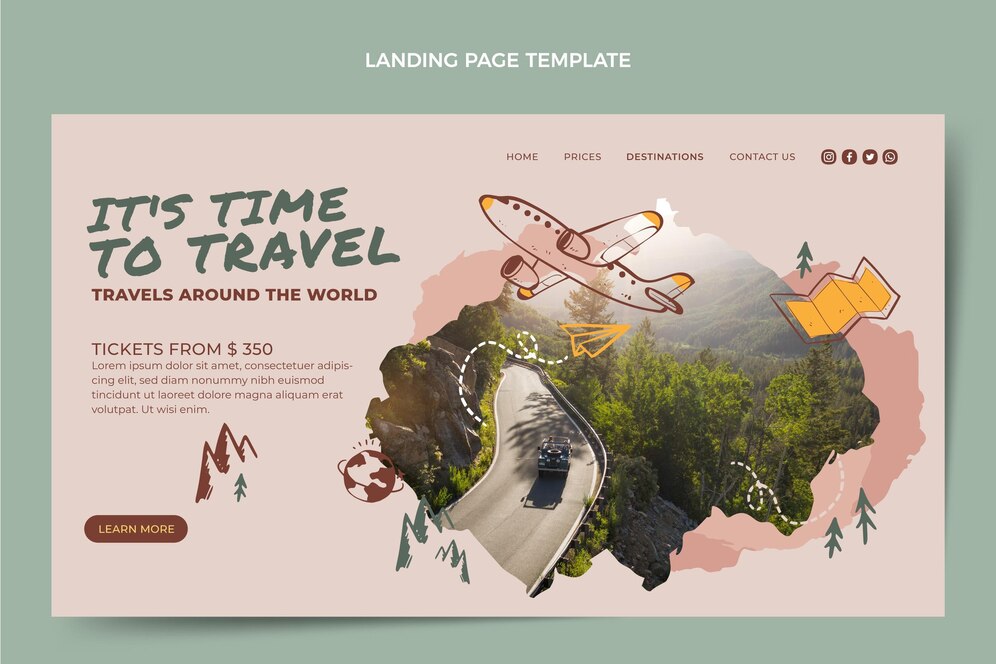 LANDING PAGE TEMPLATE
HOME PRICES DESTINATIONS CONTACT US
IT'S TIME
TO TRAVEL
TRAVELS AROUND THE WORLD
TICKETS FROM $ 350
Lorem ipsum dolor sit amet, consectetuer adipis-
cing elit, sed diam nonummy nibh euismod
tincidunt ut laoreet dolore magna aliquam erat
volutpat. Ut wisi enim.
LEARN MORE